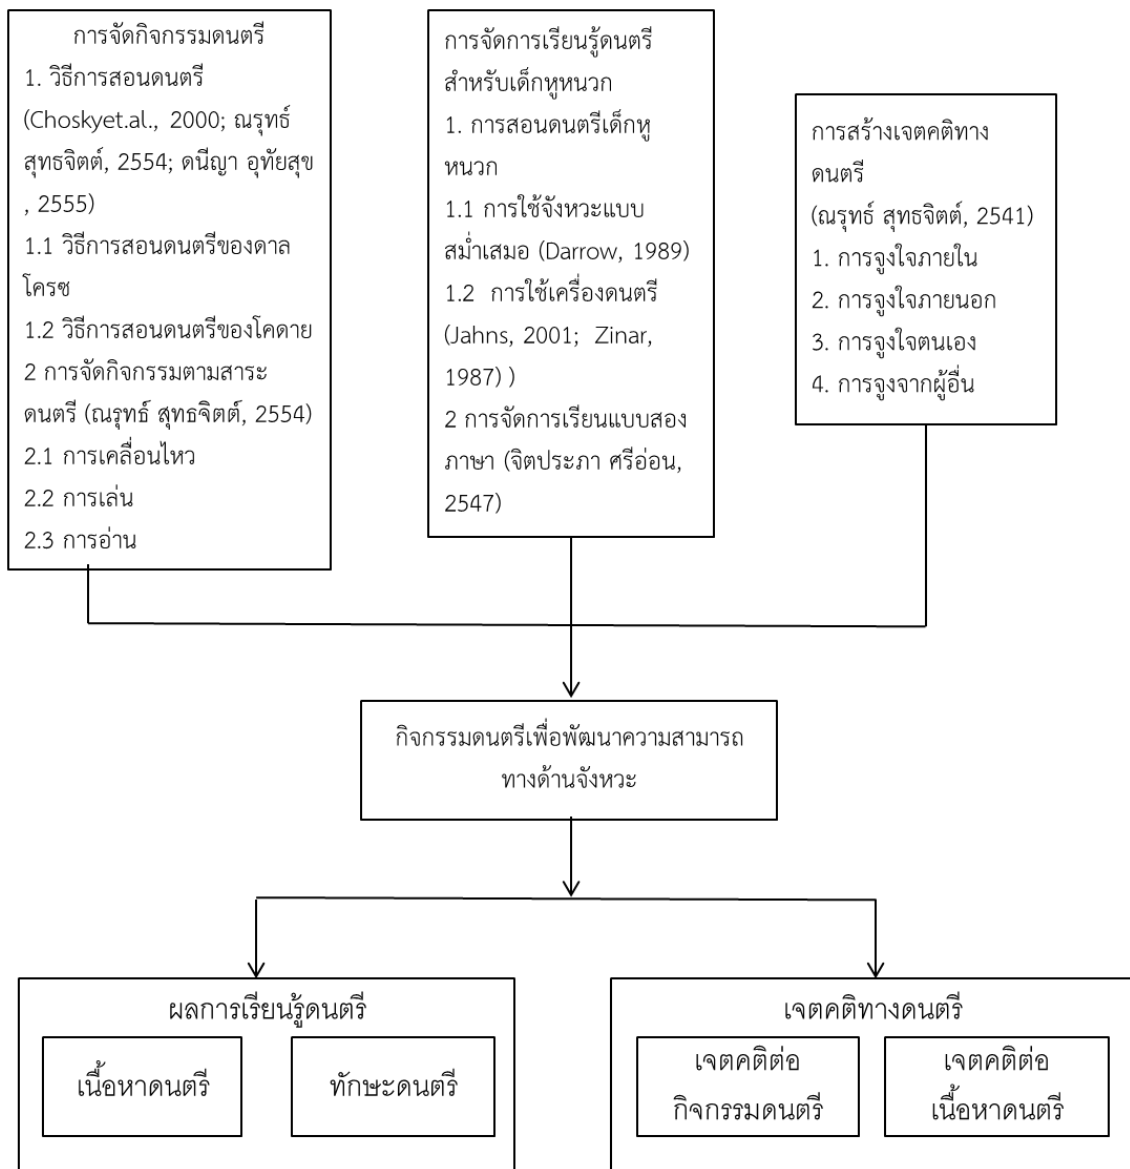 การจัดกิจกรรมดนตรี
1. วิธีการสอนดนตรี
(Choskyet.al., 2000; ณรุทธ์
สุทธจิตต์, 2554; ดนีญา อุทัยสุข
, 2555)
1.1 วิธีการสอนดนตรีของดาล
โครซ
1.2 วิธีการสอนดนตรีของโคดาย
2 การจัดกิจกรรมตามสาระ
ดนตรี (ณรุทธ์ สุทธจิตต์, 2554)
2.1 การเคลื่อนไหว
2.2 การเล่น
2.3 การอ่าน
การจัดการเรียนรู้ดนตรี
สำหรับเด็กหูหนวก
1. การสอนดนตรีเด็กหู
หนวก
1.1 การใช้จังหวะแบบ
สม่ำเสมอ (Darrow, 1989)
1.2 การใช้เครื่องดนตรี
(Jahns, 2001; Zinar,
1987) )
2 การจัดการเรียนแบบสอง
ภาษา (จิตประภา ศรีอ่อน,
2547)
การสร้างเจตคติทาง
ดนตรี
(ณรุทธ์ สุทธจิตต์, 2541)
1. การจูงใจภายใน
2. การจูงใจภายนอก
3. การจูงใจตนเอง
4. การจูงจากผู้อื่น
กิจกรรมดนตรีเพื่อพัฒนาความสามารถ
ทางด้านจังหวะ
ผลการเรียนรู้ดนตรี
เนื้อหาดนตรี
ทักษะดนตรี
เจตคติทางดนตรี
เจตคติต่อ
กิจกรรมดนตรี
เจตคติต่อ
เนื้อหาดนตรี